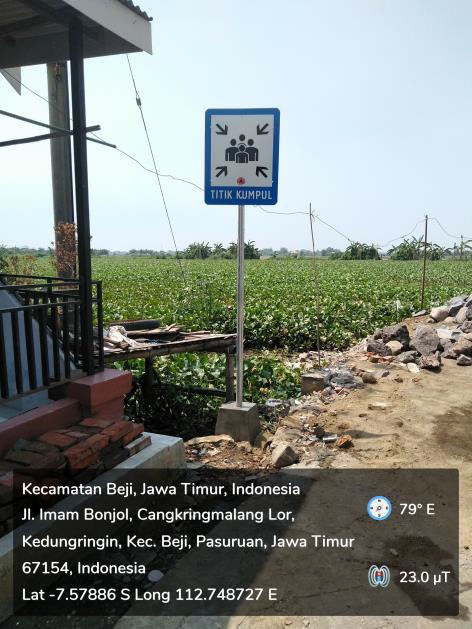 TITIK KUMPUL
Kecamatan Beji, Jawa Timur, Indonesia
Jl. Imam Bonjol, Cangkringmalang Lor,
Kedungringin, Kec. Beji, Pasuruan, Jawa Timur
67154, Indonesia
Lat -7.57886 S Long 112.748727 E
79° E
23.0 µT